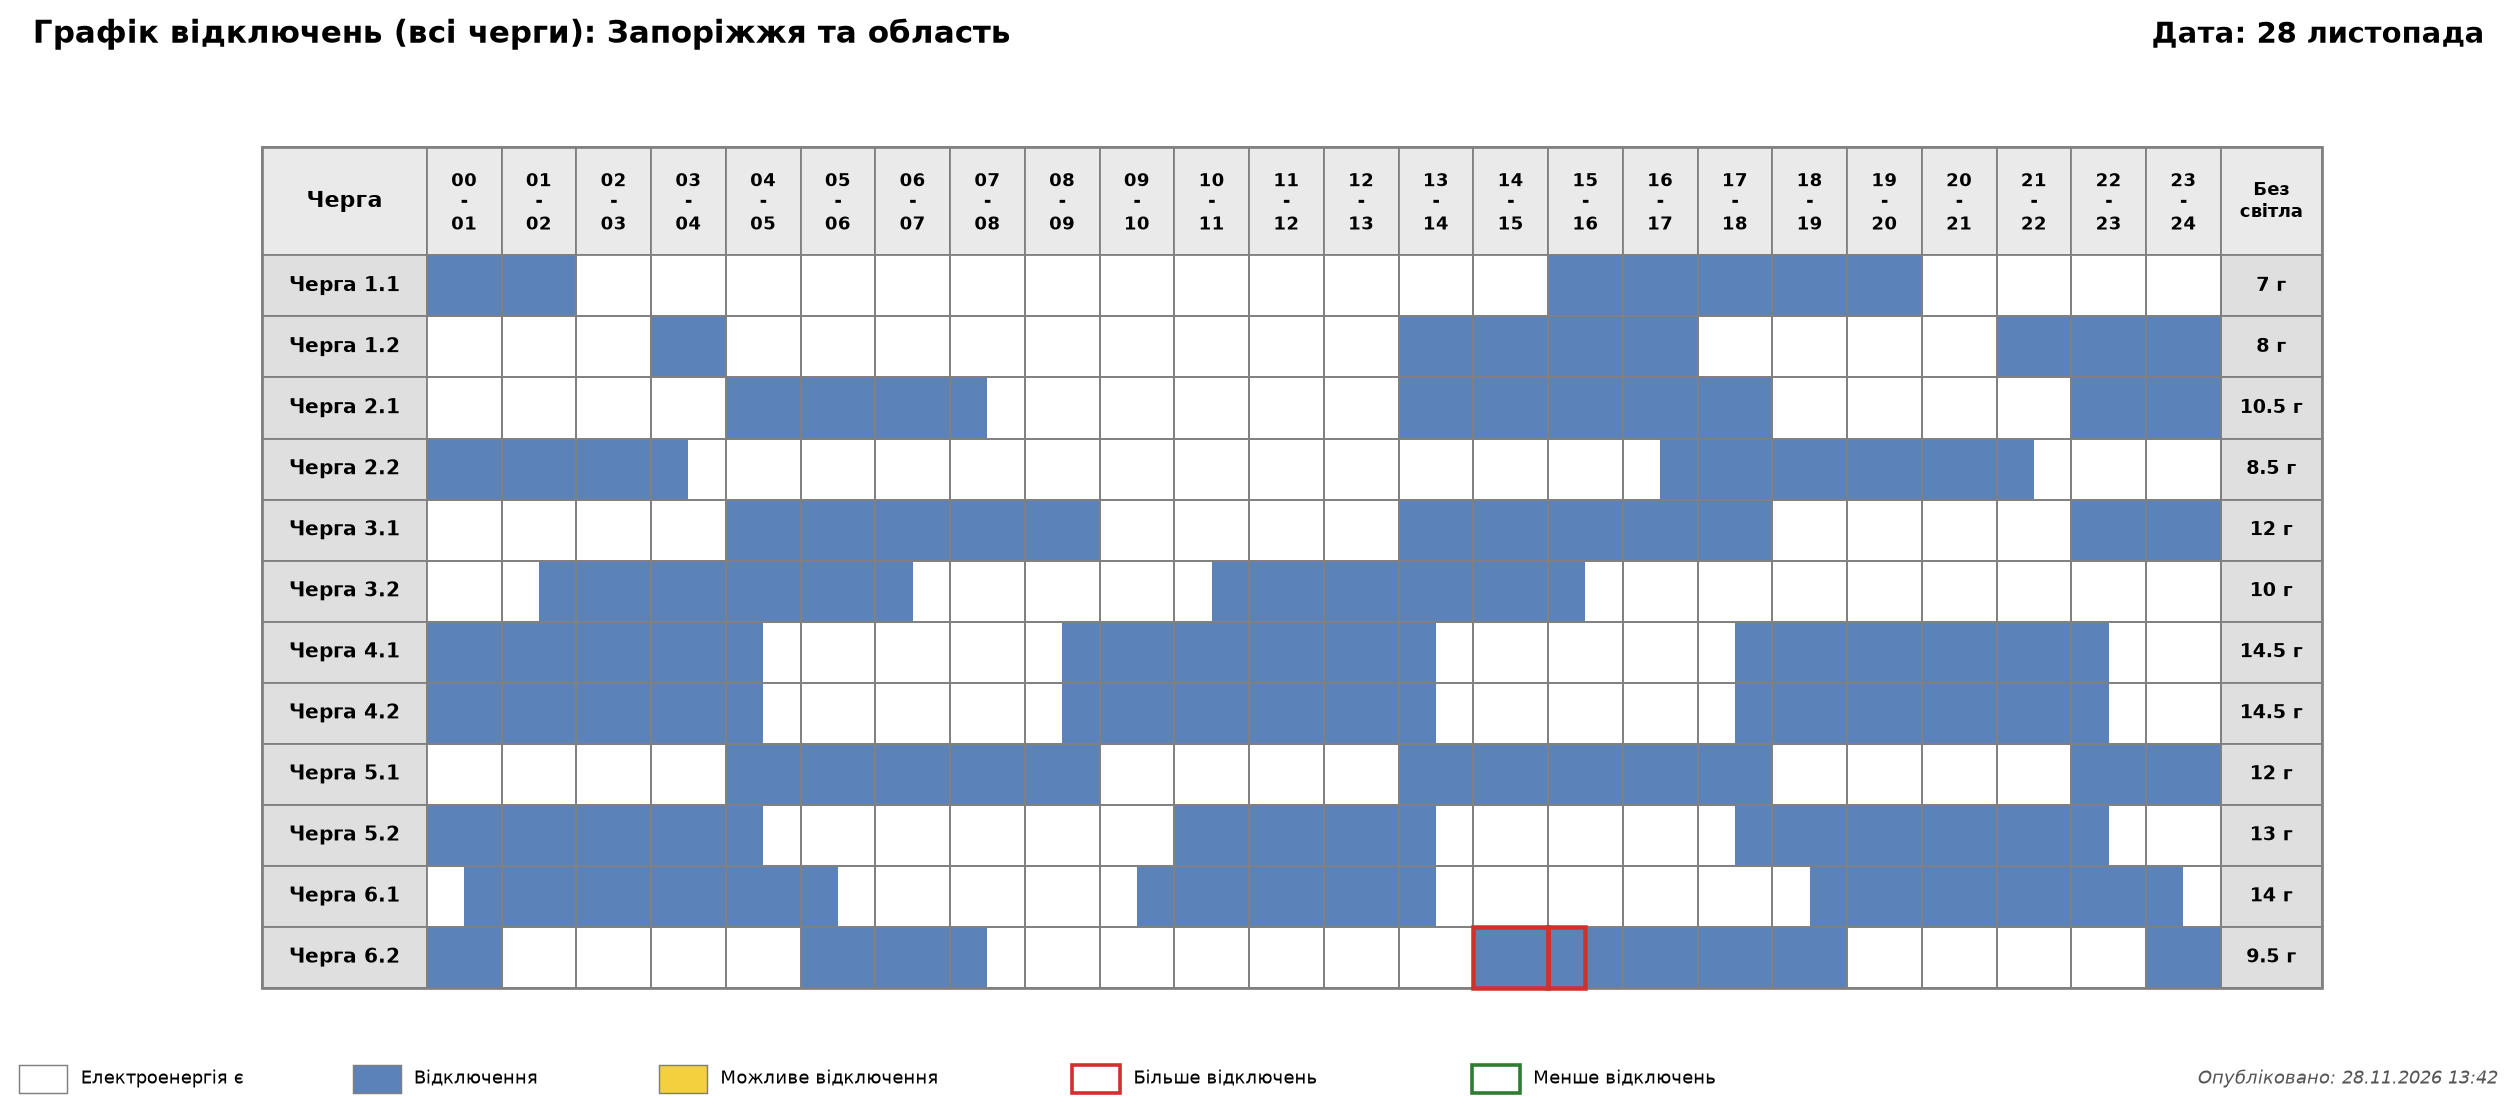 Графік відключень (всі черги): Запоріжжя та область
Дата: 28 листопада
Черга
00 - 01
01 - 02
02 - 03
03 - 04
04 - 05
05 - 06
06 - 07
07 - 08
08 - 09
09 - 10
10 - 11
11 - 12
12 - 13
13 - 14
14 - 15
15 - 16
16 - 17
17 - 18
18 - 19
19 - 20
20 - 21
21 - 22
22 - 23
23 - 24
Без світла
Черга 1.1 7 г
Черга 1.2 8 г
Черга 2.1 10.5 г
Черга 2.2 8.5 г
Черга 3.1 12 г
Черга 3.2 10 г
Черга 4.1 14.5 г
Черга 4.2 14.5 г
Черга 5.1 12 г
Черга 5.2 13 г
Черга 6.1 14 г
Черга 6.2 9.5 г
Електроенергія є
Відключення
Можливе відключення
Більше відключень
Менше відключень
Опубліковано: 28.11.2026 13:42